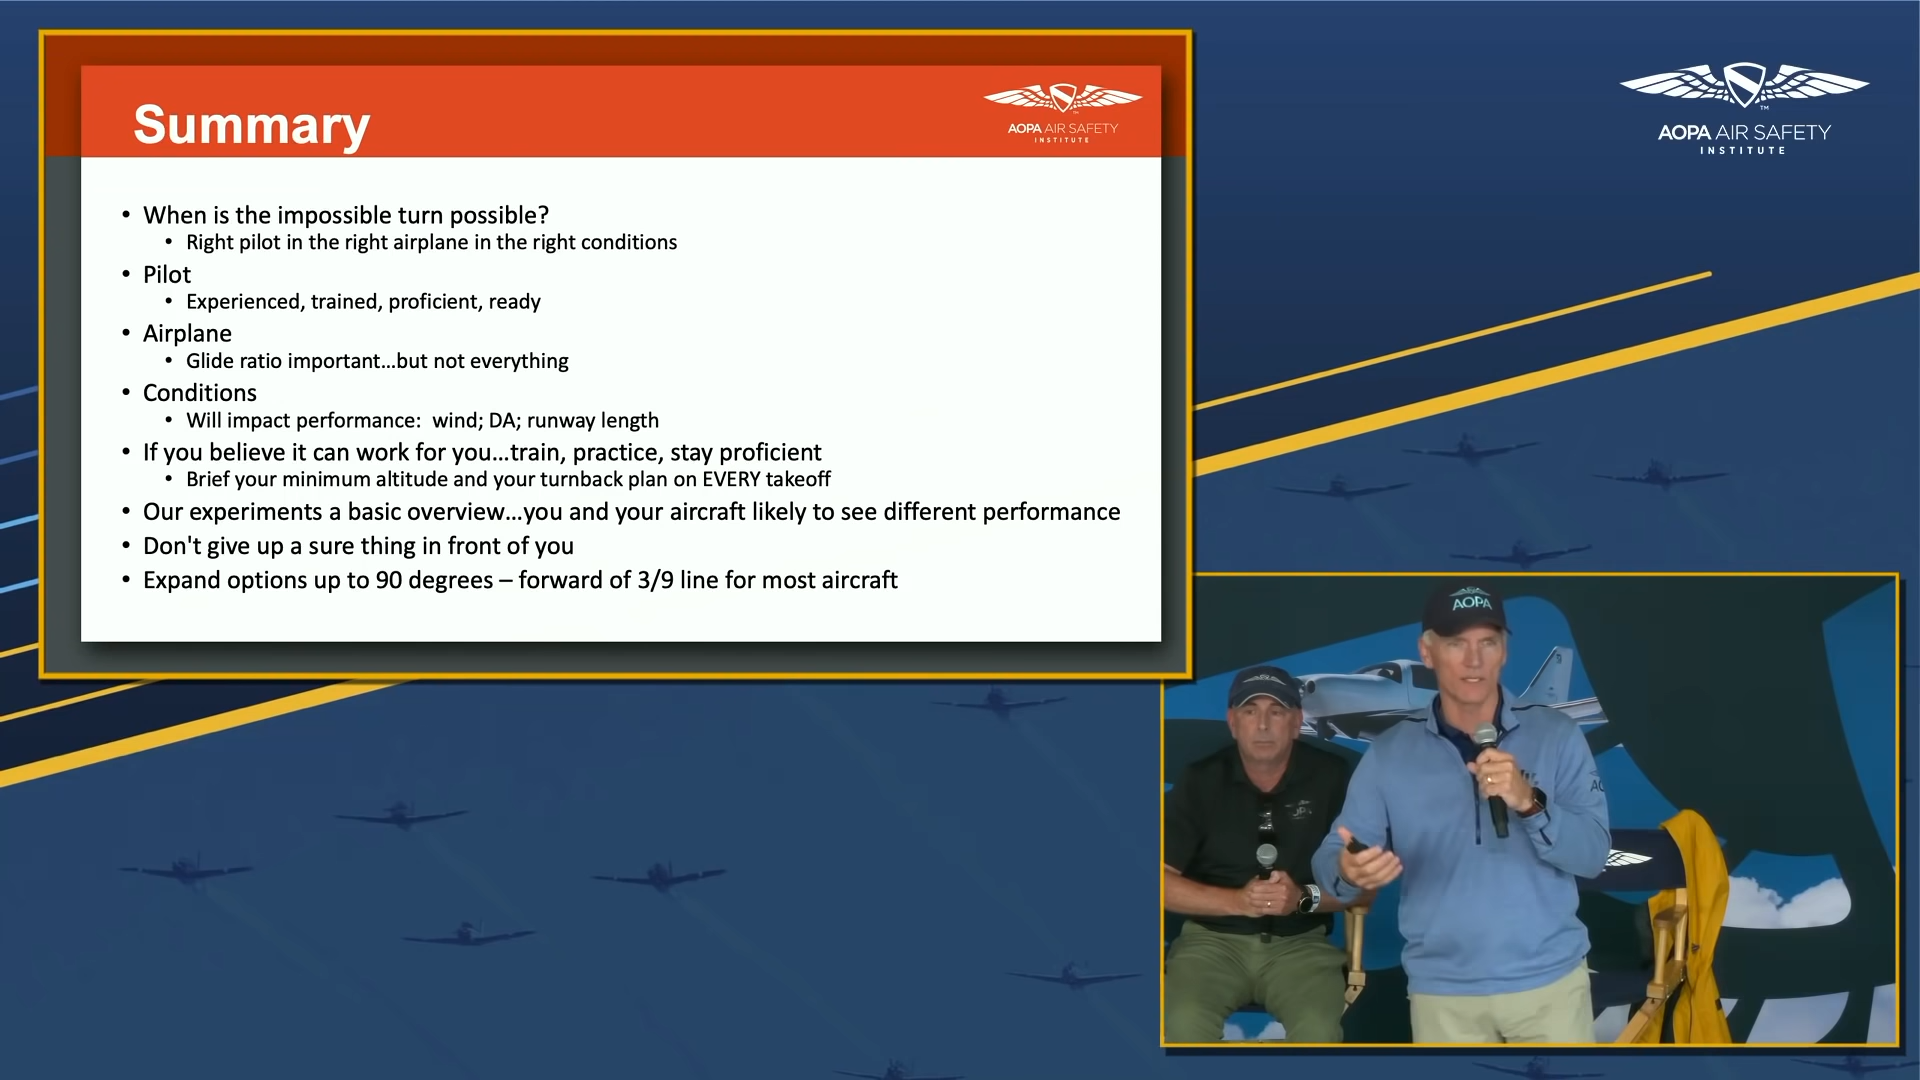 Summary
AOPA AIR SAFETY
INSTITUTE
• When is the impossible turn possible?
• Right pilot in the right airplane in the right conditions
• Pilot
• Experienced, trained, proficient, ready
• Airplane
• Glide ratio important...but not everything
• Conditions
• Will impact performance:  wind; DA; runway length
• If you believe it can work for you...train, practice, stay proficient
• Brief your minimum altitude and your turnback plan on EVERY takeoff
• Our experiments a basic overview...you and your aircraft likely to see different performance
• Don't give up a sure thing in front of you
• Expand options up to 90 degrees – forward of 3/9 line for most aircraft
TM
AOPA AIR SAFETY
INSTITUTE
AOPA